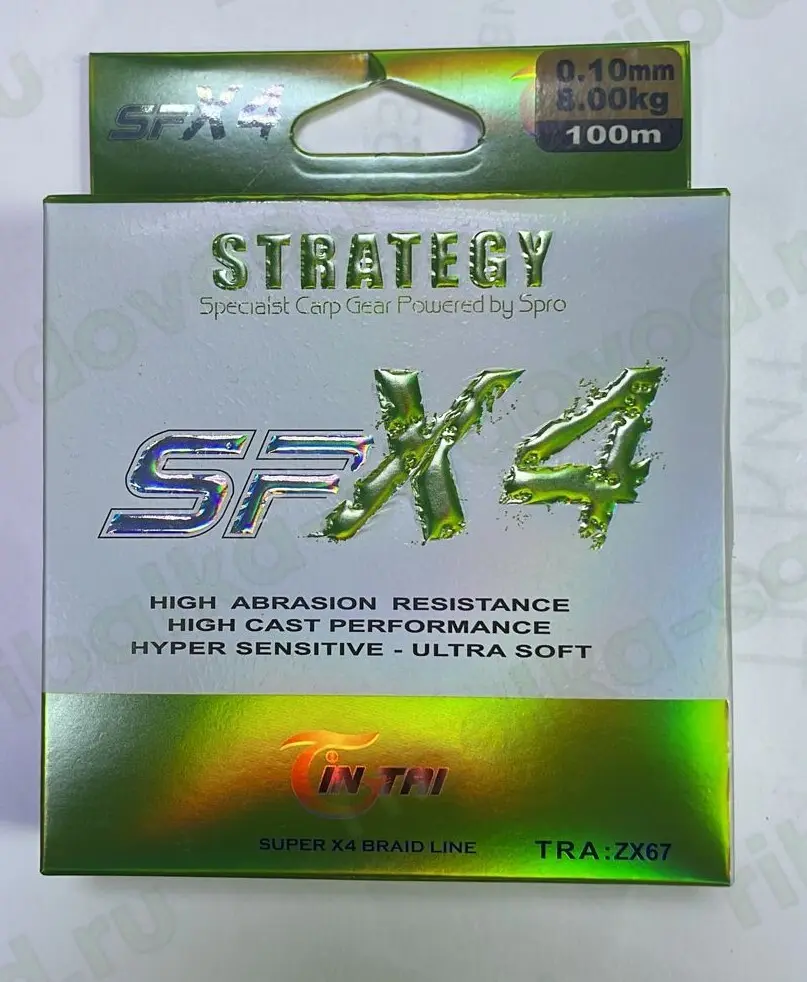 SFX4
0.10mm
8.00kg
100m
STRATEGY
Specialst Carp Gear Powered by Spro
SFX4
HIGH ABRASION RESISTANCE
HIGH CAST PERFORMANCE
HYPER SENSITIVE - ULTRA SOFT
TiN TAI
SUPER X4 BRAID LINE
TRA:ZX67